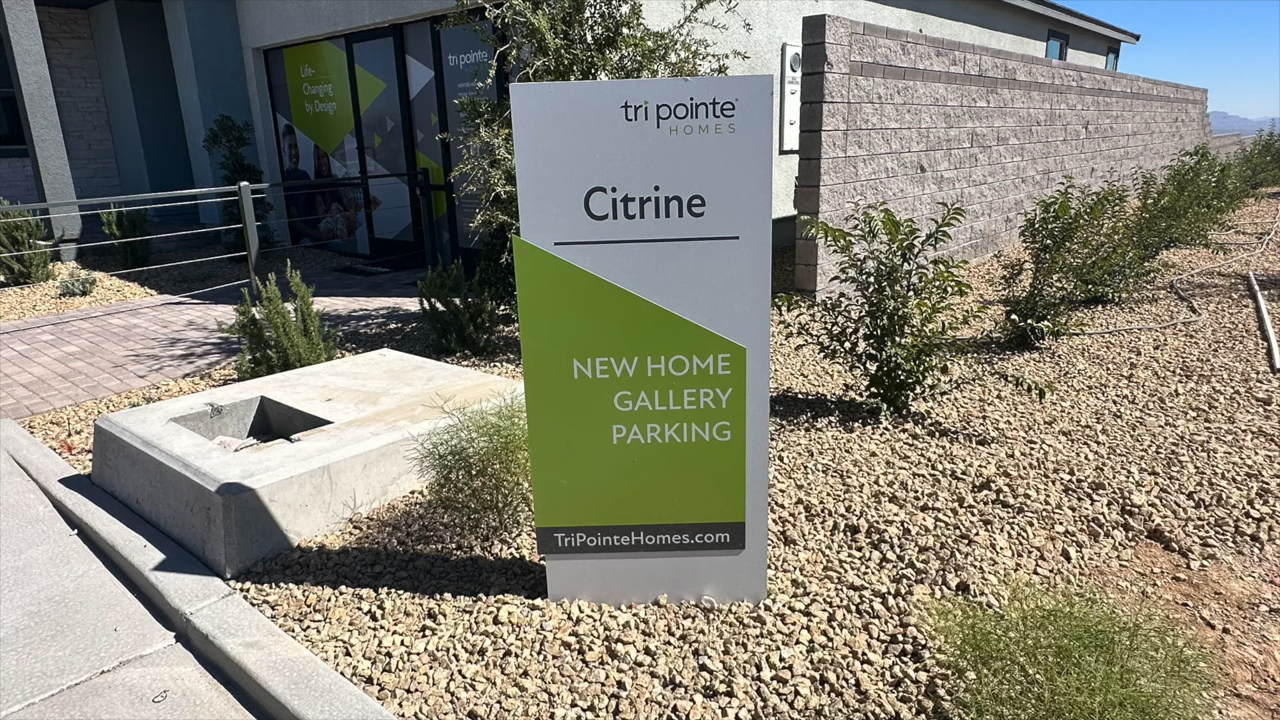 Life-
Changing
by Design
tri pointe
tri pointe
HOMES
Citrine
NEW HOME
GALLERY
PARKING
TriPointeHomes.com